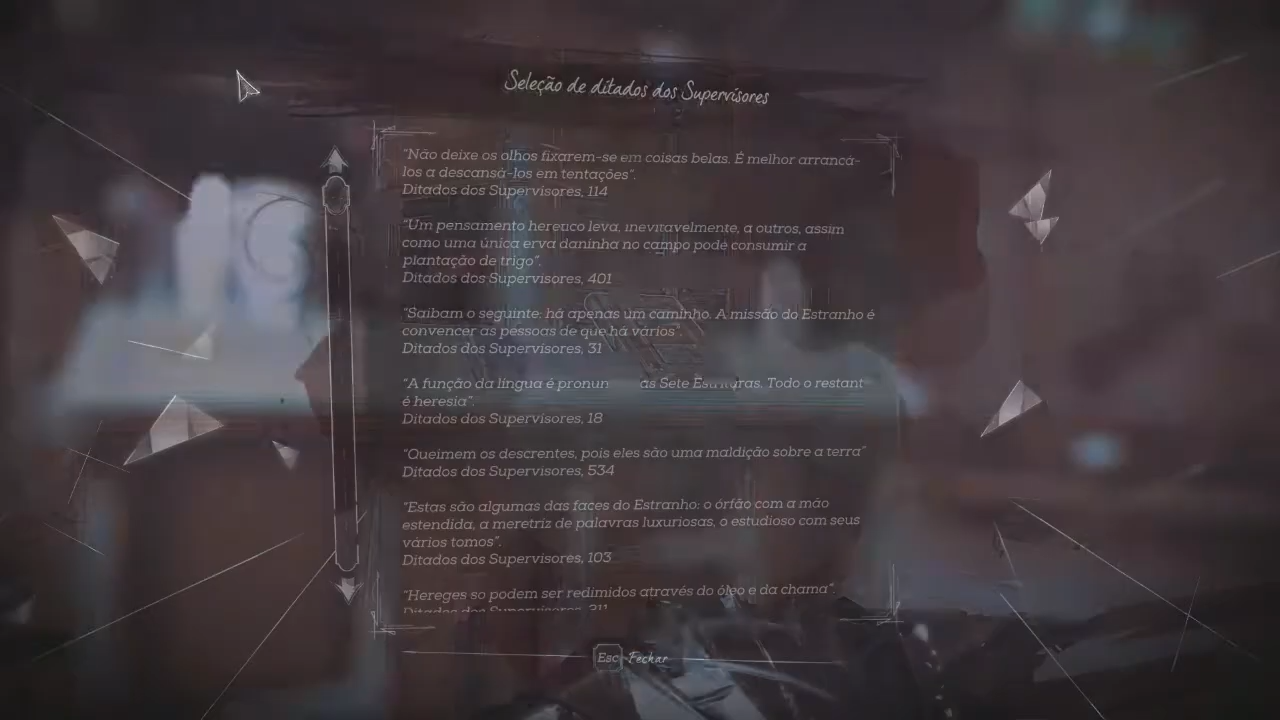 Seleção de ditados dos Supervisores
"Não deixe os olhos fixarem-se em coisas belas. É melhor arrancá-
los a descansá-los em tentações".
Ditados dos Supervisores, 114
"Um pensamento herético leva, inevitavelmente, a outros, assim
como uma única erva daninha no campo pode consumir a
plantação de trigo".
Ditados dos Supervisores, 401
"Saibam o seguinte: há apenas um caminho. A missão do Estranho é
convencer as pessoas de que há vários".
Ditados dos Supervisores, 31
"A função da língua é pronun as Sete Estruturas. Todo o restant
é heresia".
Ditados dos Supervisores, 18
"Queimem os descrentes, pois eles são uma maldição sobre a terra"
Ditados dos Supervisores, 534
"Estas são algumas das faces do Estranho: o órfão com a mão
estendida, a meretriz de palavras luxuriosas, o estudioso com seus
vários tomos".
Ditados dos Supervisores, 103
"Hereges só podem ser redimidos através do óleo e da chama".
Ditados dos Supervisores, 311
Esc Fechar